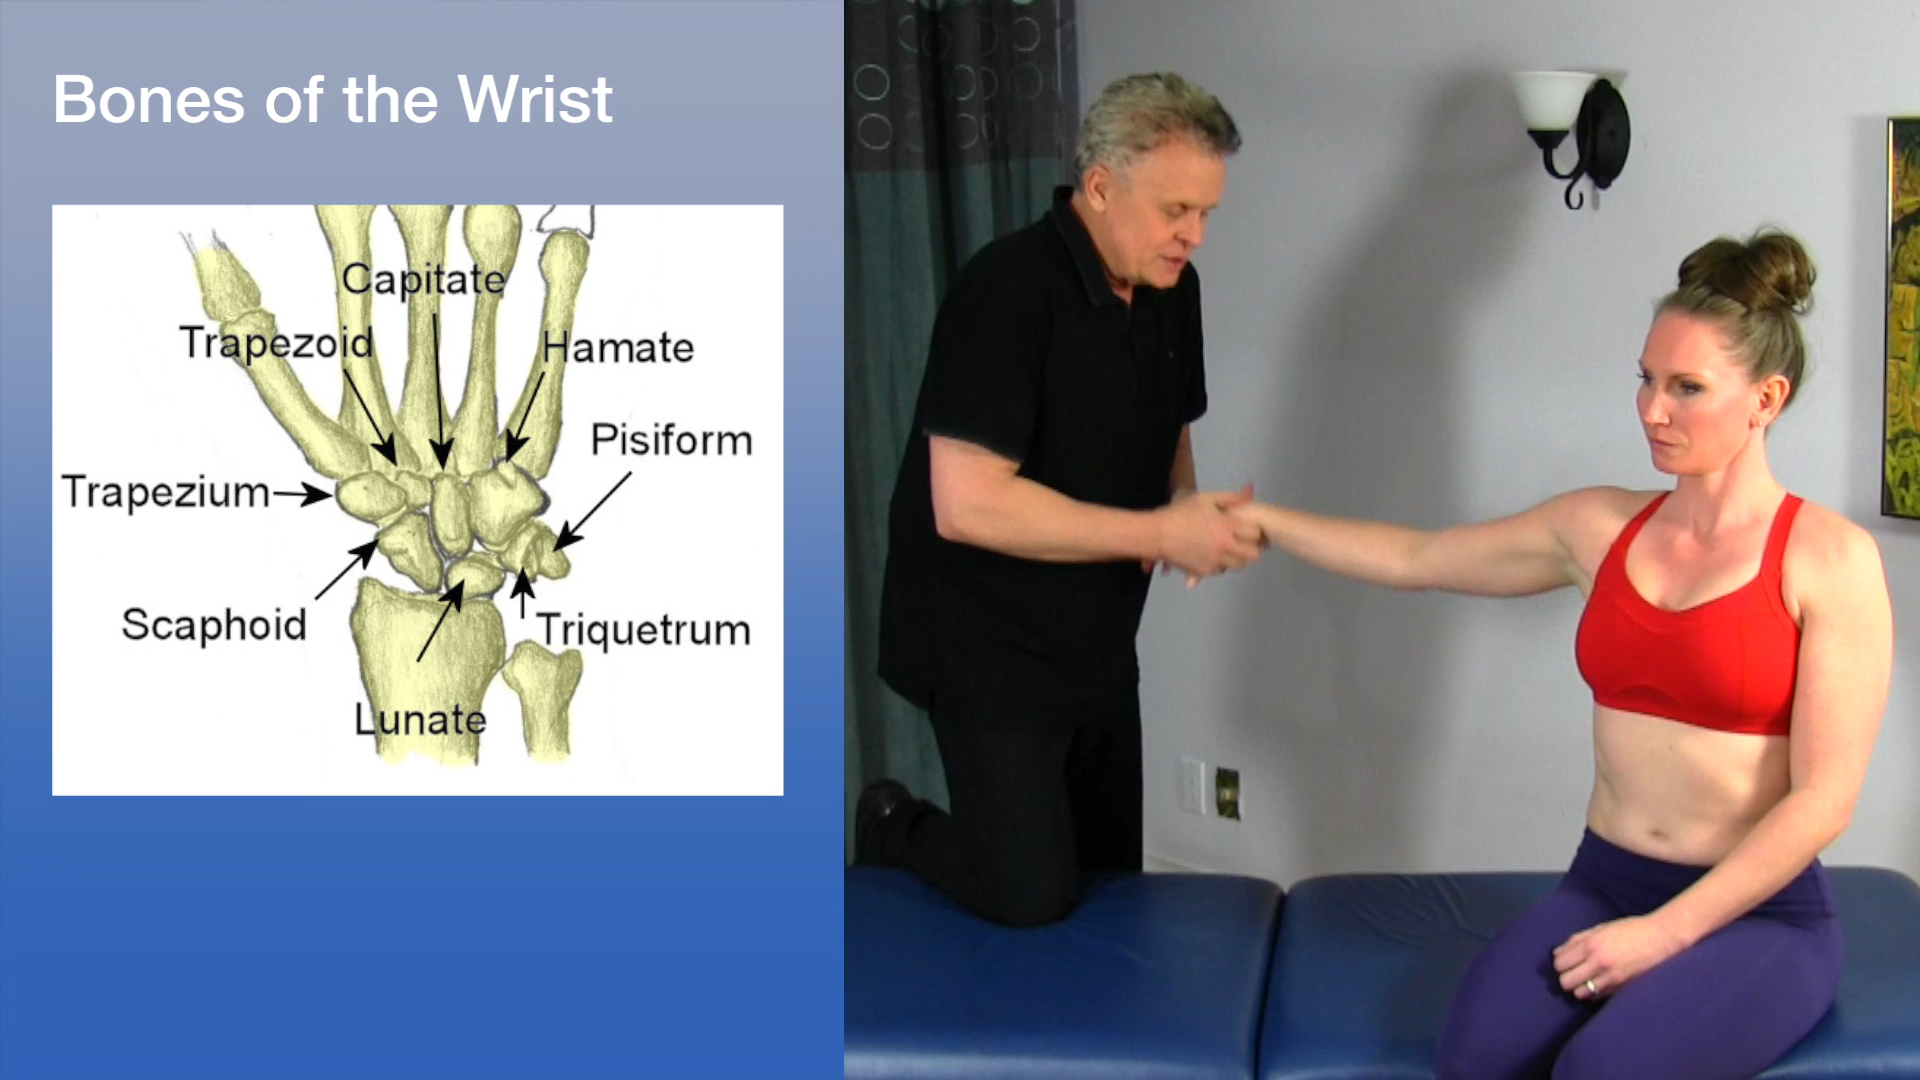 Bones of the Wrist
Capitate
Trapezoid
Hamate
Pisiform
Trapezium
Scaphoid
Triquetrum
Lunate